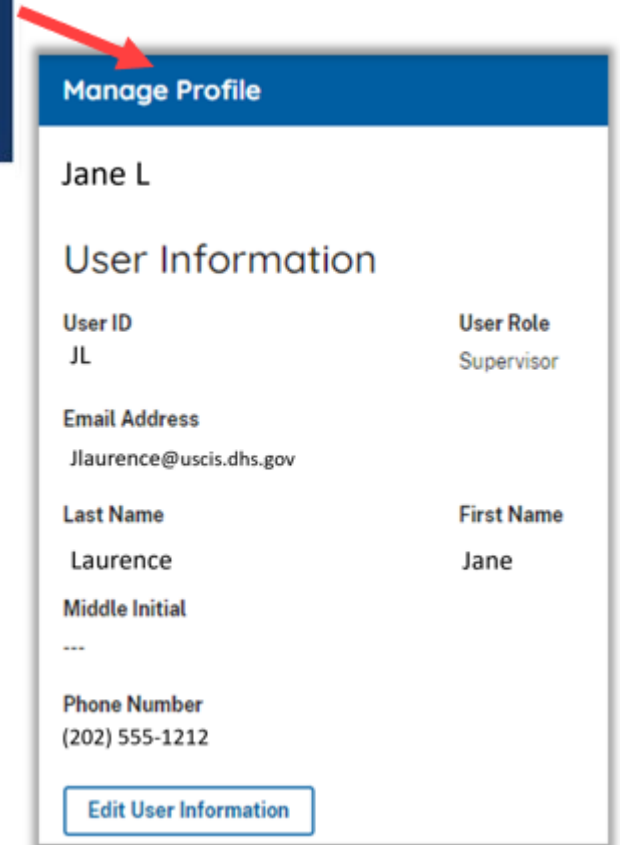 Manage Profile
Jane L
User Information
User ID User Role
JL Supervisor
Email Address
Jlaurence@uscis.dhs.gov
Last Name First Name
Laurence Jane
Middle Initial
---
Phone Number
(202) 555-1212
Edit User Information